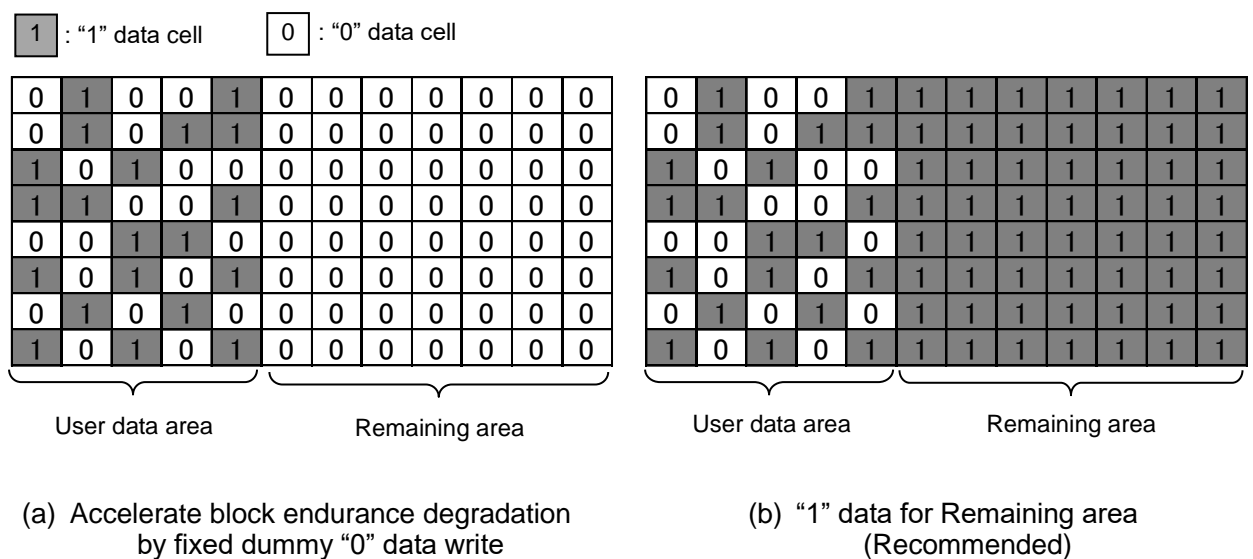 1 : “1” data cell 0 : “0” data cell
0 1 0 0 1 0 0 0 0 0 0 0 0 1 0 0 1 1 1 1 1 1 1 1
0 1 0 1 1 0 0 0 0 0 0 0 0 1 0 1 1 1 1 1 1 1 1 1
1 0 1 0 0 0 0 0 0 0 0 0 1 0 1 0 0 1 1 1 1 1 1 1
1 1 0 0 1 0 0 0 0 0 0 0 1 1 0 0 1 1 1 1 1 1 1 1
0 0 1 1 0 0 0 0 0 0 0 0 0 0 1 1 0 1 1 1 1 1 1 1
1 0 1 0 1 0 0 0 0 0 0 0 1 0 1 0 1 1 1 1 1 1 1 1
0 1 0 1 0 0 0 0 0 0 0 0 0 1 0 1 0 1 1 1 1 1 1 1
1 0 1 0 1 0 0 0 0 0 0 0 1 0 1 0 1 1 1 1 1 1 1 1
User data area Remaining area User data area Remaining area
(a) Accelerate block endurance degradation (b) “1” data for Remaining area
by fixed dummy “0” data write (Recommended)